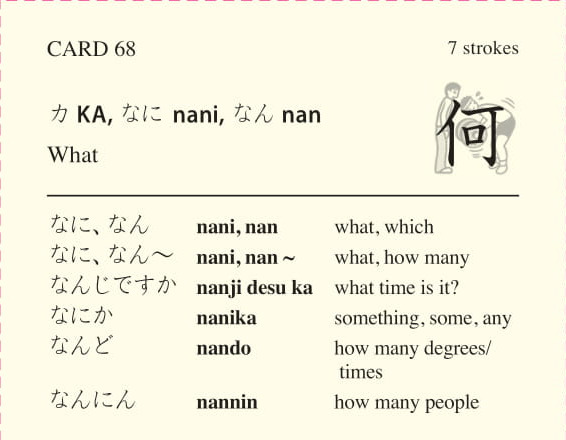 CARD 68 7 strokes
カ KA, なに nani, なん nan
何
What
なに、なん nani, nan what, which
なに、なん〜 nani, nan ~ what, how many
なんじですか nanji desu ka what time is it?
なにか nanika something, some, any
なんど nando how many degrees/
times
なんにん nannin how many people